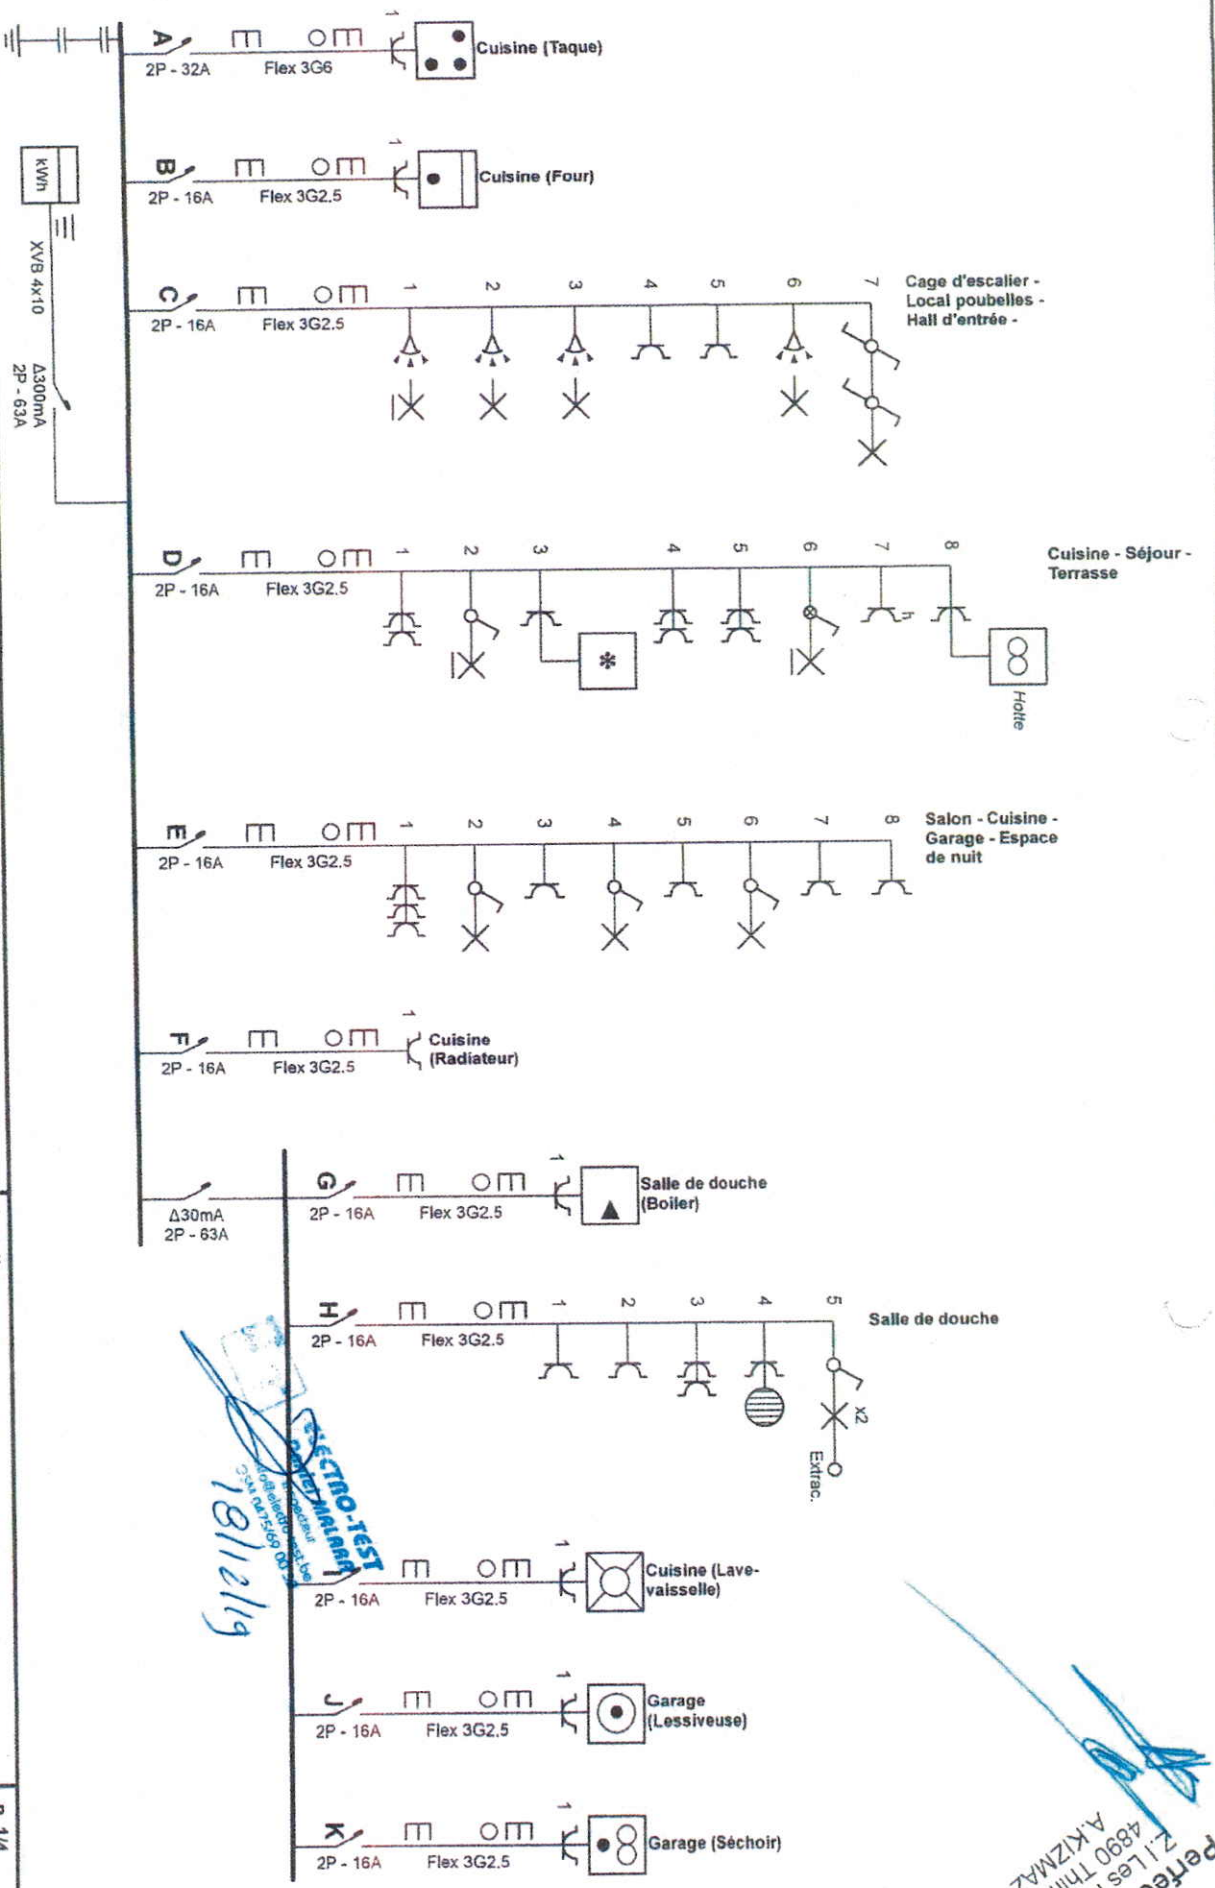 A
2P - 32A
Flex 3G6
1
Cuisine (Taque)
B
2P - 16A
Flex 3G2.5
1
Cuisine (Four)
kWh
XVB 4x10
Δ300mA
2P - 63A
C
2P - 16A
Flex 3G2.5
1 2 3 4 5 6 7
Cage d'escalier -
Local poubelles -
Hall d'entrée -
D
2P - 16A
Flex 3G2.5
1 2 3 4 5 6 7 8
h
*
Hotte
Cuisine - Séjour -
Terrasse
E
2P - 16A
Flex 3G2.5
1 2 3 4 5 6 7 8
Salon - Cuisine -
Garage - Espace
de nuit
F
2P - 16A
Flex 3G2.5
1
Cuisine
(Radiateur)
Δ30mA
2P - 63A
G
2P - 16A
Flex 3G2.5
1
Salle de douche
(Boiler)
H
2P - 16A
Flex 3G2.5
1 2 3 4 5
x2
Extrac.
Salle de douche
ELECTRO-TEST
Daniel MALARA
18/12/19
I
2P - 16A
Flex 3G2.5
1
Cuisine (Lave-
vaisselle)
J
2P - 16A
Flex 3G2.5
1
Garage
(Lessiveuse)
K
2P - 16A
Flex 3G2.5
1
Garage (Séchoir)
Z.I. Les
4890